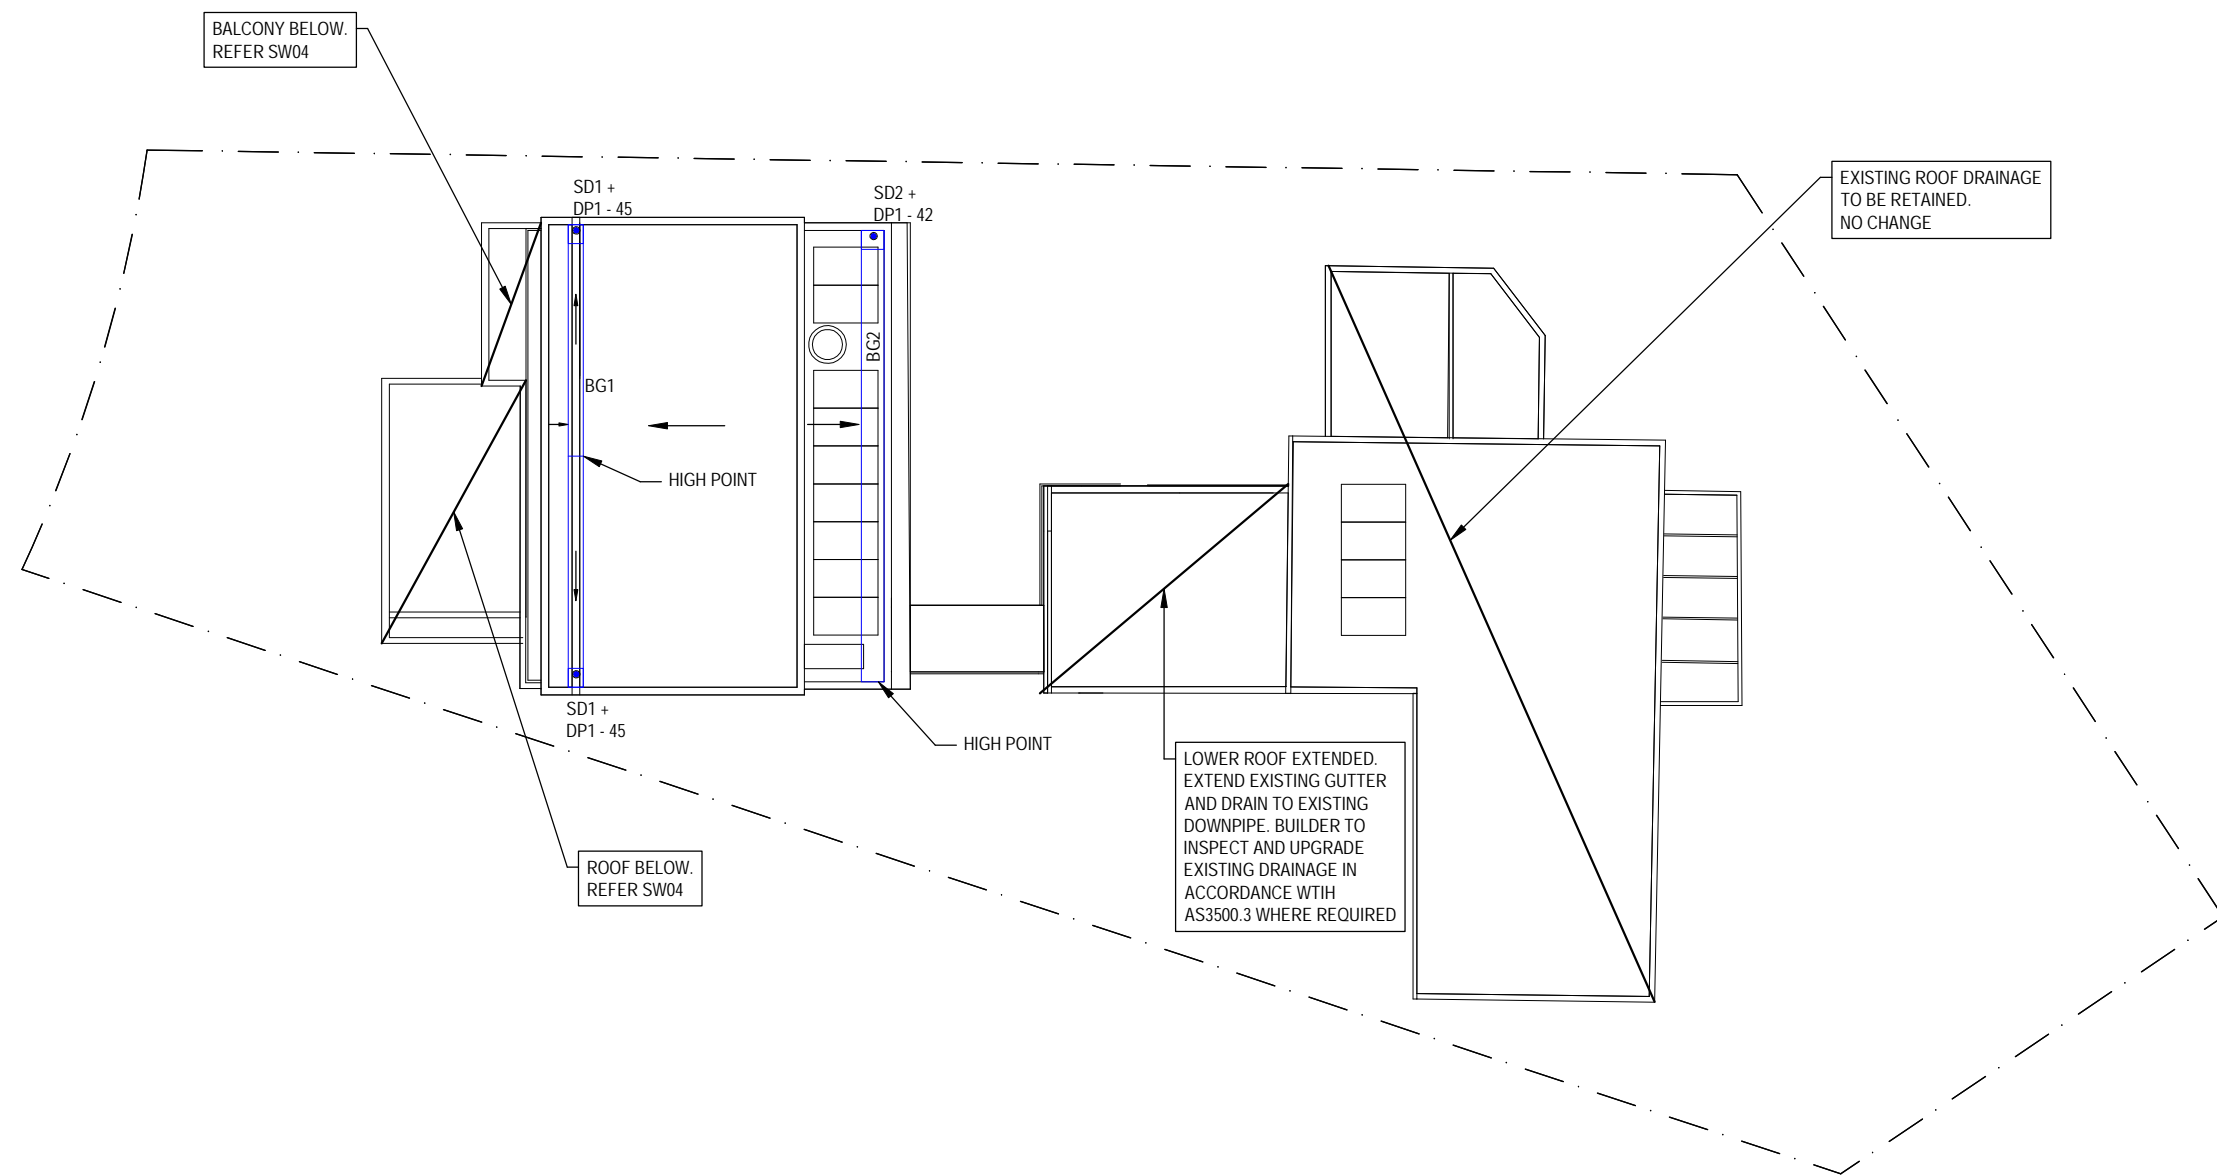 BALCONY BELOW.
REFER SW04
EXISTING ROOF DRAINAGE
TO BE RETAINED.
NO CHANGE
SD1 +
DP1 - 45
SD2 +
DP1 - 42
BG2
BG1
HIGH POINT
SD1 +
DP1 - 45
HIGH POINT
LOWER ROOF EXTENDED.
EXTEND EXISTING GUTTER
AND DRAIN TO EXISTING
DOWNPIPE. BUILDER TO
INSPECT AND UPGRADE
EXISTING DRAINAGE IN
ACCORDANCE WTIH
AS3500.3 WHERE REQUIRED
ROOF BELOW.
REFER SW04